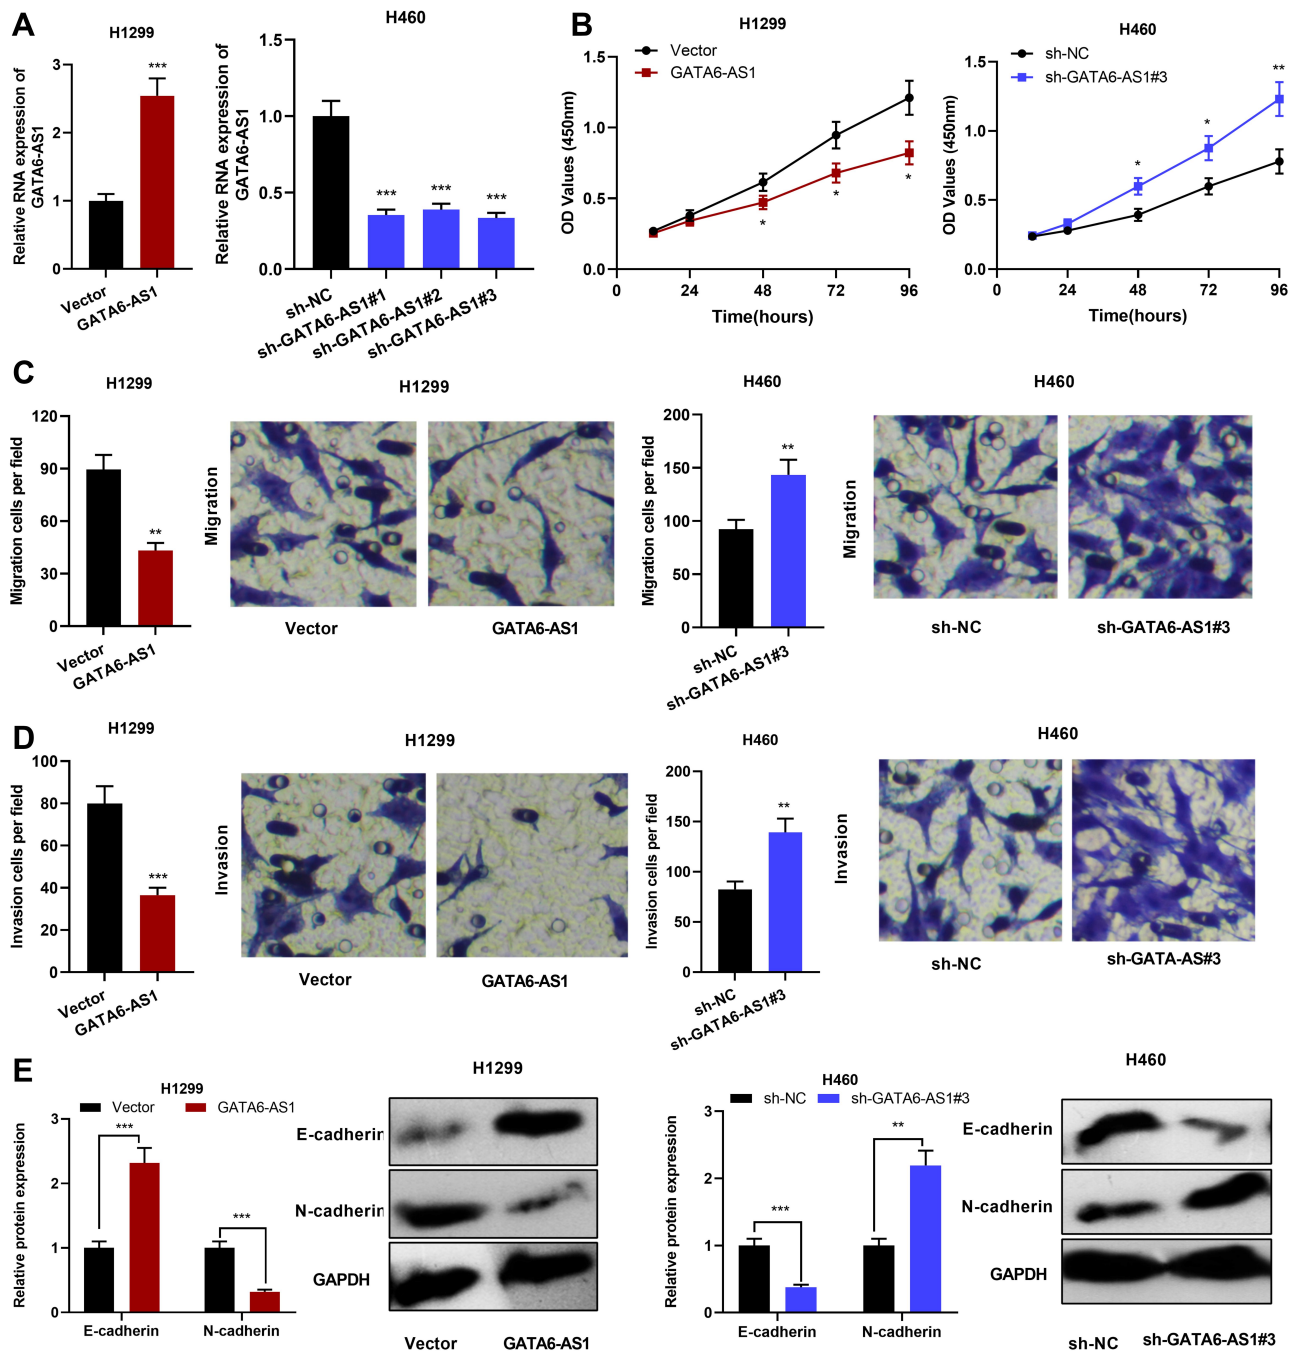 A
H1299
Relative RNA expression of
GATA6-AS1
3
2
1
0
***
Vector
GATA6-AS1
H460
Relative RNA expression of
GATA6-AS1
1.5
1.0
0.5
0.0
***
***
***
sh-NC
sh-GATA6-AS1#1
sh-GATA6-AS1#2
sh-GATA6-AS1#3
B
H1299
Vector
GATA6-AS1
OD Values (450nm)
1.5
1.0
0.5
0.0
*
*
*
0 24 48 72 96
Time(hours)
H460
sh-NC
sh-GATA6-AS1#3
OD Values (450nm)
1.5
1.0
0.5
0.0
*
*
**
0 24 48 72 96
Time(hours)
C
H1299
Migration cells per field
120
90
60
30
0
**
Vector
GATA6-AS1
H1299
Migration
Vector
GATA6-AS1
H460
Migration cells per field
200
150
100
50
0
**
sh-NC
sh-GATA6-AS1#3
H460
Migration
sh-NC
sh-GATA6-AS1#3
D
H1299
Invasion cells per field
100
80
60
40
20
0
***
Vector
GATA6-AS1
H1299
Invasion
Vector
GATA6-AS1
H460
Invasion cells per field
200
150
100
50
0
**
sh-NC
sh-GATA6-AS1#3
H460
Invasion
sh-NC
sh-GATA-AS#3
E
H1299
Vector
GATA6-AS1
Relative protein expression
3
2
1
0
***
***
E-cadherin
N-cadherin
H1299
E-cadherin
N-cadherin
GAPDH
Vector
GATA6-AS1
H460
sh-NC
sh-GATA6-AS1#3
Relative protein expression
3
2
1
0
***
**
E-cadherin
N-cadherin
H460
E-cadherin
N-cadherin
GAPDH
sh-NC
sh-GATA6-AS1#3